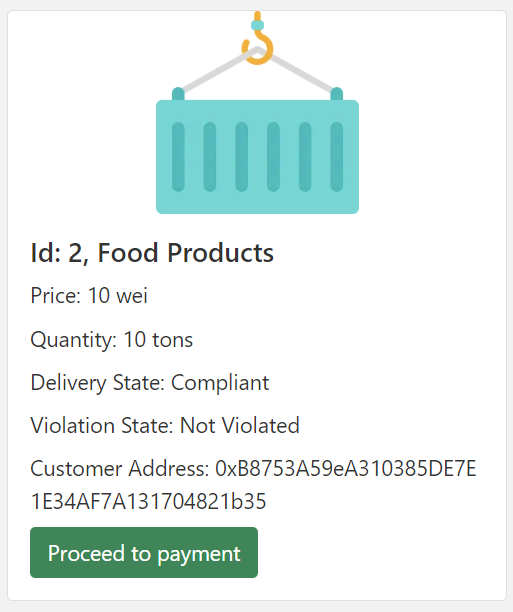 Id: 2, Food Products
Price: 10 wei
Quantity: 10 tons
Delivery State: Compliant
Violation State: Not Violated
Customer Address: 0xB8753A59eA310385DE7E
1E34AF7A131704821b35
Proceed to payment